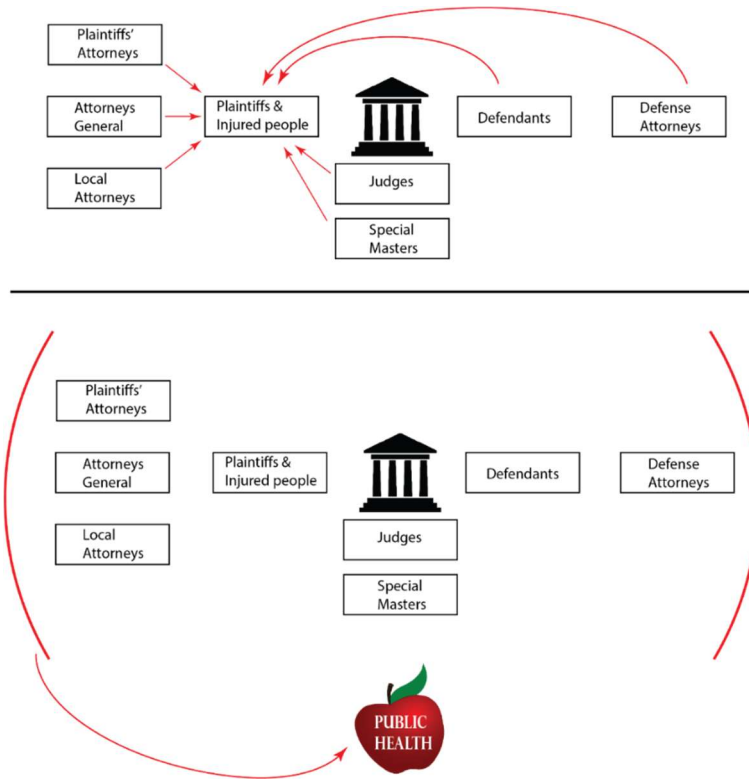 Plaintiffs'
Attorneys
Attorneys
General
Local
Attorneys
Plaintiffs &
Injured people
Judges
Special
Masters
Defendants
Defense
Attorneys
Plaintiffs'
Attorneys
Attorneys
General
Local
Attorneys
Plaintiffs &
Injured people
Judges
Special
Masters
Defendants
Defense
Attorneys
PUBLIC
HEALTH